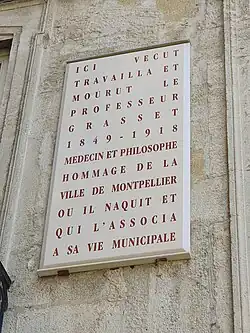 ICI VECUT
TRAVAILLA ET
MOURUT LE
PROFESSEUR
GRASSET
1849-1918
MEDECIN ET PHILOSOPHE
HOMMAGE DE LA
VILLE DE MONTPELLIER
OU IL NAQUIT ET
QUI L'ASSOCIA
A SA VIE MUNICIPALE